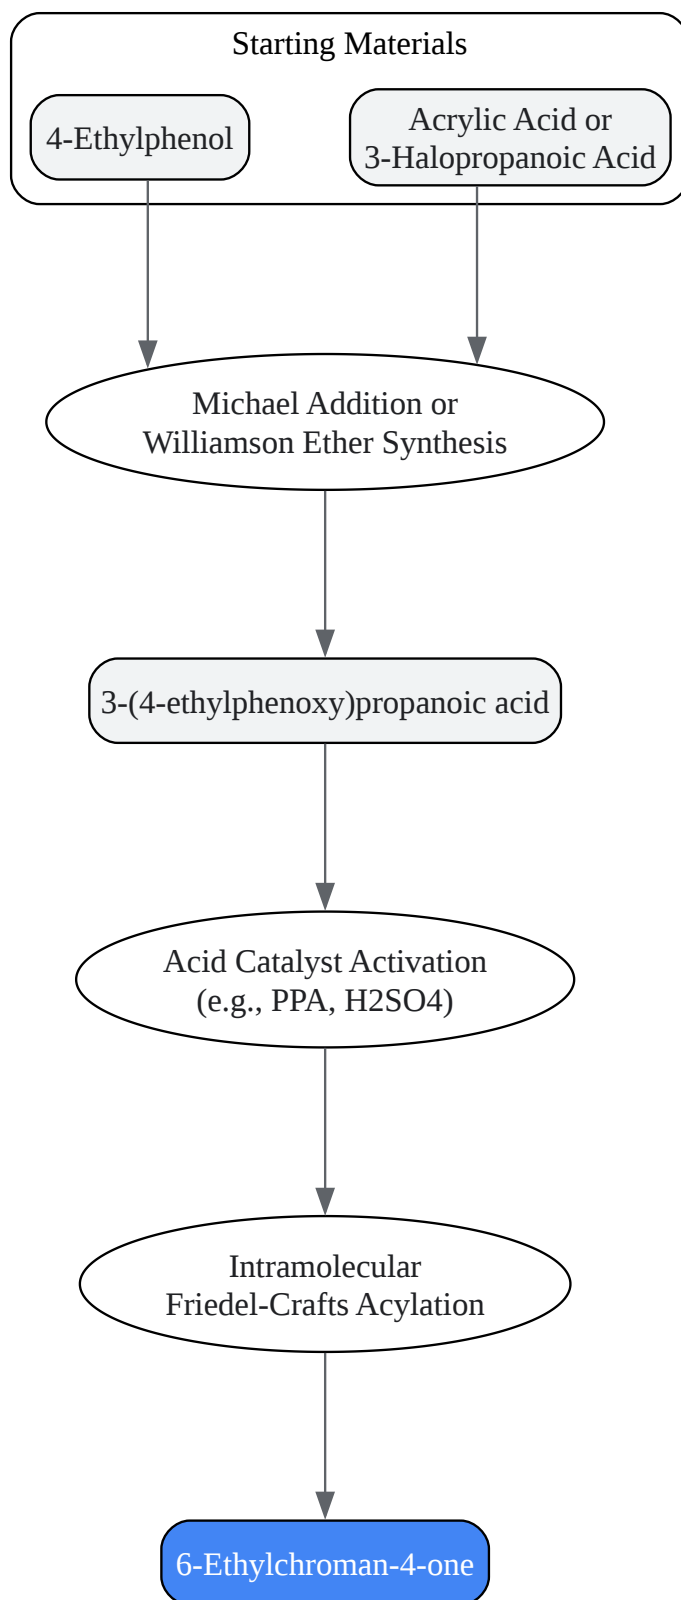 Starting Materials
4-Ethylphenol
Acrylic Acid or
3-Halopropanoic Acid
Michael Addition or
Williamson Ether Synthesis
3-(4-ethylphenoxy)propanoic acid
Acid Catalyst Activation
(e.g., PPA, H2SO4)
Intramolecular
Friedel-Crafts Acylation
6-Ethylchroman-4-one